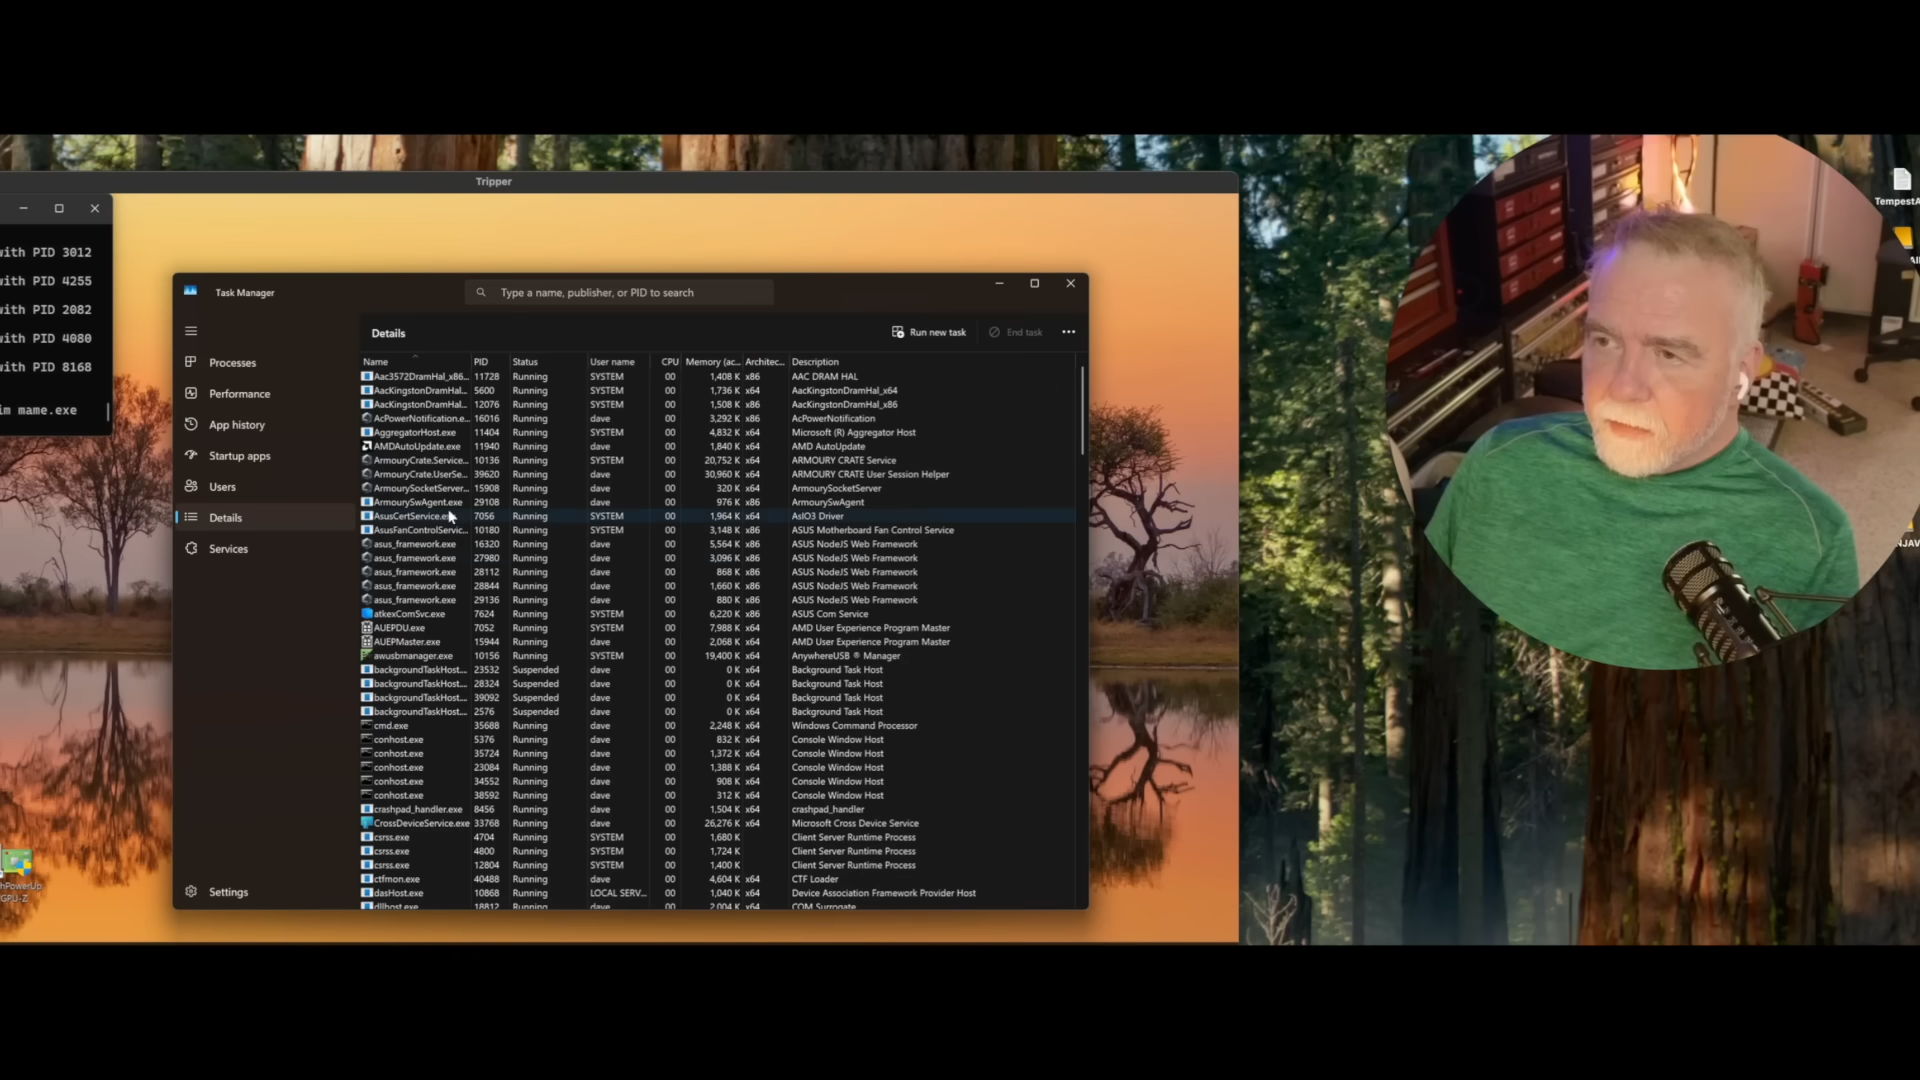 Tripper
TempestA
with PID 3012
with PID 4255
with PID 2082
with PID 4080
with PID 8168
im mame.exe
Task Manager
Type a name, publisher, or PID to search
Details
Run new task
End task
Processes
Performance
App history
Startup apps
Users
Details
Services
Settings
Name PID Status User name CPU Memory (ac... Architec... Description
Aac3572DramHal_x86... 11728 Running SYSTEM 00 1,408 K x86 AAC DRAM HAL
AacKingstonDramHal... 5600 Running SYSTEM 00 1,736 K x64 AacKingstonDramHal_x64
AacKingstonDramHal... 12076 Running SYSTEM 00 1,508 K x86 AacKingstonDramHal_x86
AcPowerNotification.e... 16016 Running dave 00 3,292 K x86 AcPowerNotification
AggregatorHost.exe 11404 Running SYSTEM 00 4,832 K x64 Microsoft (R) Aggregator Host
AMDAutoUpdate.exe 11940 Running dave 00 1,840 K x64 AMD AutoUpdate
ArmouryCrate.Service... 10136 Running SYSTEM 00 20,752 K x64 ARMOURY CRATE Service
ArmouryCrate.UserSe... 39620 Running dave 00 30,960 K x64 ARMOURY CRATE User Session Helper
ArmourySocketServer... 15908 Running dave 00 320 K x64 ArmourySocketServer
ArmourySwAgent.exe 29108 Running dave 00 976 K x86 ArmourySwAgent
AsusCertService.exe 7056 Running SYSTEM 00 1,964 K x86 AsIO3 Driver
AsusFanControlServic... 10180 Running SYSTEM 00 3,148 K x86 ASUS Motherboard Fan Control Service
asus_framework.exe 16320 Running dave 00 5,564 K x86 ASUS NodeJS Web Framework
asus_framework.exe 27980 Running dave 00 3,096 K x86 ASUS NodeJS Web Framework
asus_framework.exe 28112 Running dave 00 868 K x86 ASUS NodeJS Web Framework
asus_framework.exe 28844 Running dave 00 1,660 K x86 ASUS NodeJS Web Framework
asus_framework.exe 29136 Running dave 00 880 K x86 ASUS NodeJS Web Framework
atkexComSvc.exe 7624 Running SYSTEM 00 6,220 K x86 ASUS Com Service
AUEPDU.exe 7052 Running SYSTEM 00 7,988 K x64 AMD User Experience Program Master
AUEPMaster.exe 15944 Running dave 00 2,068 K x64 AMD User Experience Program Master
awusbmanager.exe 10156 Running SYSTEM 00 19,400 K x64 AnywhereUSB ® Manager
backgroundTaskHost.... 23532 Suspended dave 00 0 K x64 Background Task Host
backgroundTaskHost.... 28324 Suspended dave 00 0 K x64 Background Task Host
backgroundTaskHost.... 39092 Suspended dave 00 0 K x64 Background Task Host
backgroundTaskHost.... 2576 Suspended dave 00 0 K x64 Background Task Host
cmd.exe 35688 Running dave 00 2,248 K x64 Windows Command Processor
conhost.exe 5376 Running dave 00 832 K x64 Console Window Host
conhost.exe 35724 Running dave 00 1,372 K x64 Console Window Host
conhost.exe 23084 Running dave 00 1,388 K x64 Console Window Host
conhost.exe 34552 Running dave 00 908 K x64 Console Window Host
conhost.exe 38592 Running dave 00 312 K x64 Console Window Host
crashpad_handler.exe 8456 Running dave 00 1,504 K x64 crashpad_handler
CrossDeviceService.exe 33768 Running dave 00 26,276 K x64 Microsoft Cross Device Service
csrss.exe 4704 Running SYSTEM 00 1,680 K Client Server Runtime Process
csrss.exe 4800 Running SYSTEM 00 1,724 K Client Server Runtime Process
csrss.exe 12804 Running SYSTEM 00 1,400 K Client Server Runtime Process
ctfmon.exe 40488 Running dave 00 4,604 K x64 CTF Loader
dasHost.exe 10868 Running LOCAL SERV... 00 1,040 K x64 Device Association Framework Provider Host
dllhost.exe 18812 Running dave 00 2,004 K x64 COM Surrogate
hPowerUp
GPU-Z
NJAV